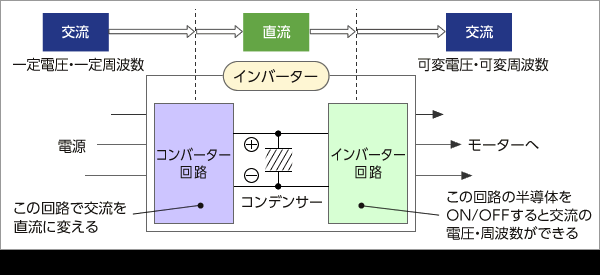 交流
直流
交流
一定電圧・一定周波数
可変電圧・可変周波数
インバーター
電源
コンバーター
回路
⊕
⊖
コンデンサー
インバーター
回路
モーターへ
この回路で交流を
直流に変える
この回路の半導体を
ON/OFFすると交流の
電圧・周波数ができる